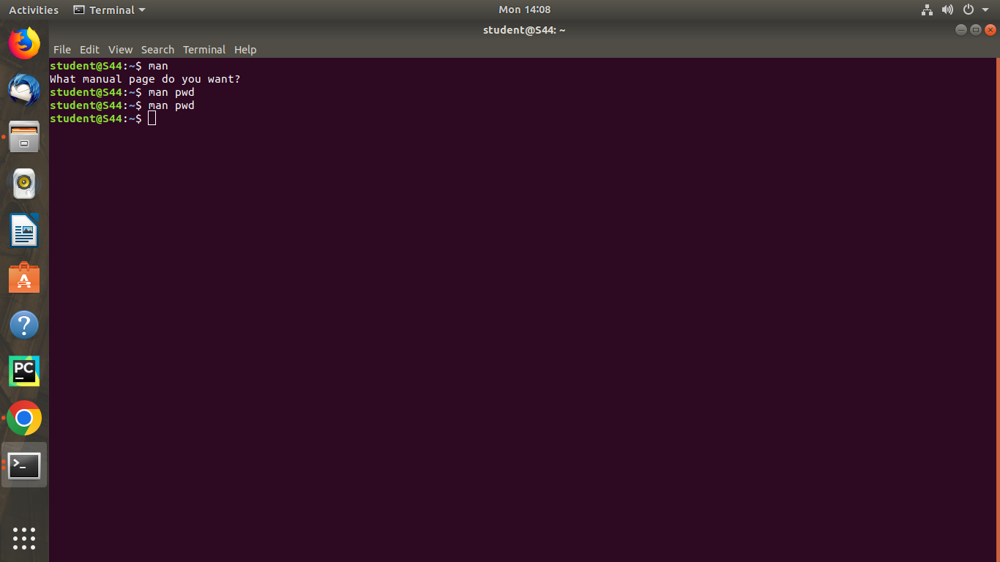 Activities Terminal Mon 14:08
student@S44: ~
File Edit View Search Terminal Help
student@S44:~$ man
What manual page do you want?
student@S44:~$ man pwd
student@S44:~$ man pwd
student@S44:~$
A
?
PC
>_